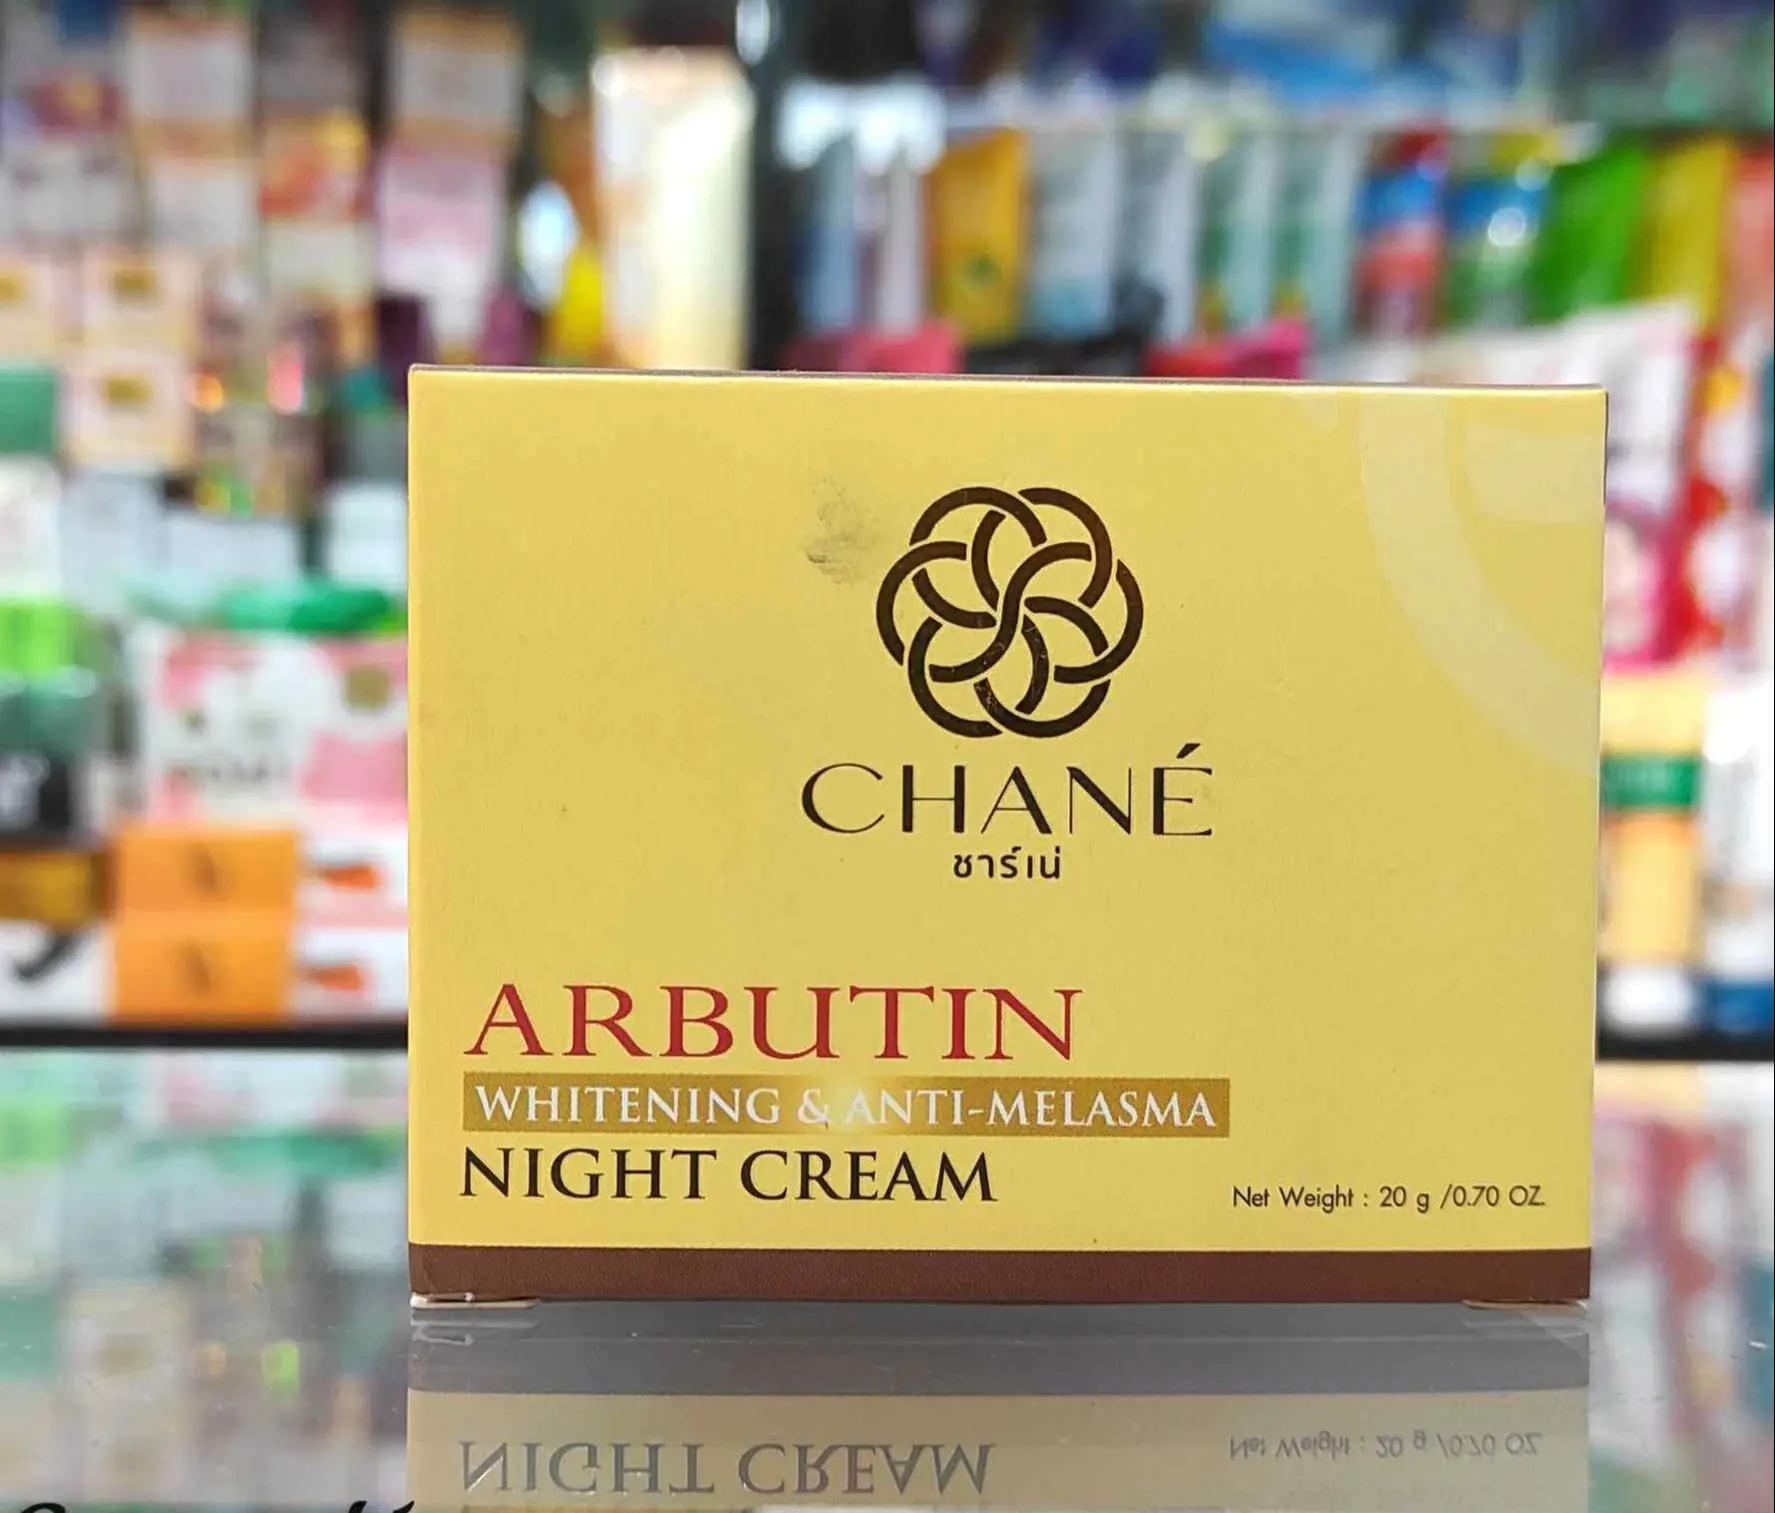 CHANÉ
ชาร์เน่
ARBUTIN
WHITENING & ANTI-MELASMA
NIGHT CREAM
Net Weight : 20 g /0.70 OZ.